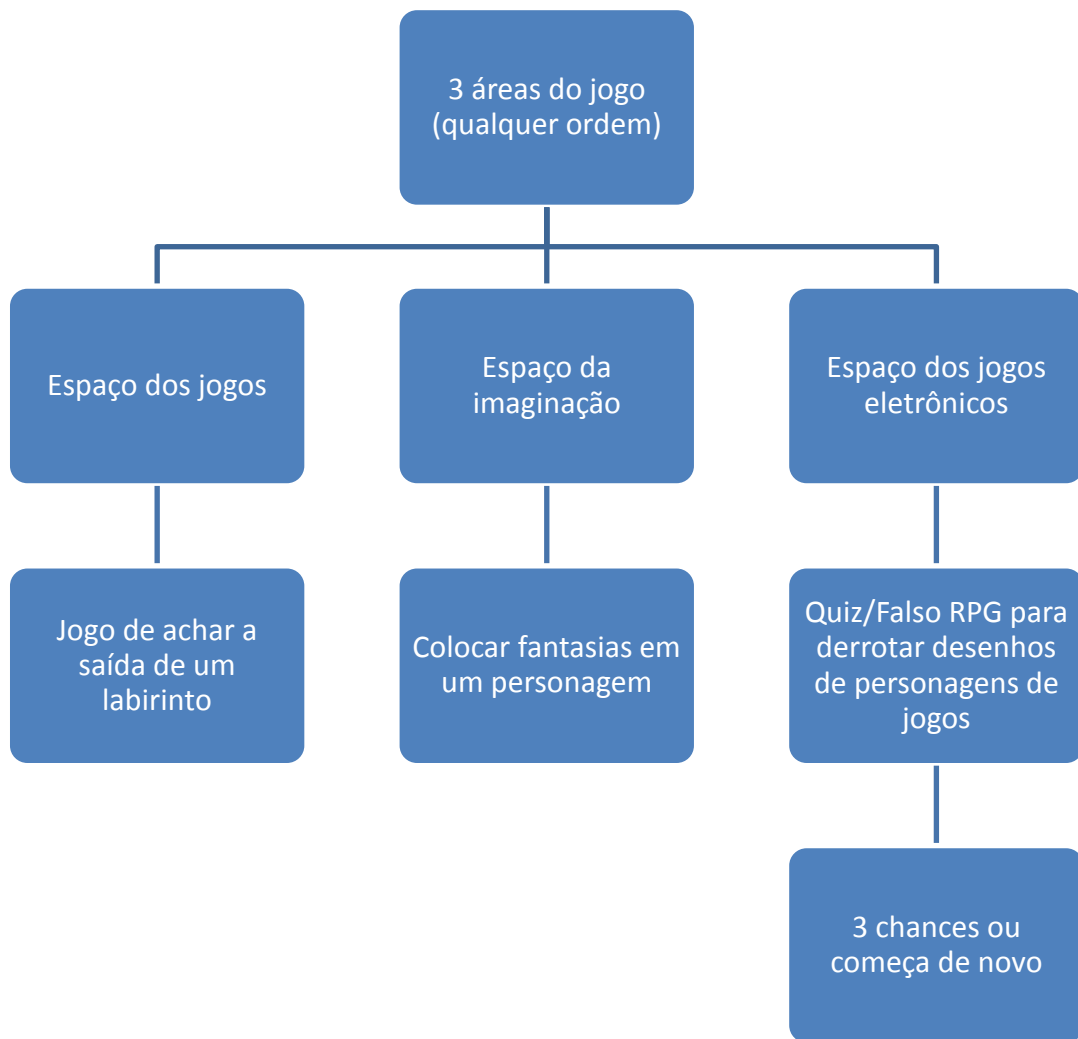 3 áreas do jogo
(qualquer ordem)
Espaço dos jogos
Espaço da
imaginação
Espaço dos jogos
eletrônicos
Jogo de achar a
saída de um
labirinto
Colocar fantasias em
um personagem
Quiz/Falso RPG para
derrotar desenhos
de personagens de
jogos
3 chances ou
começa de novo